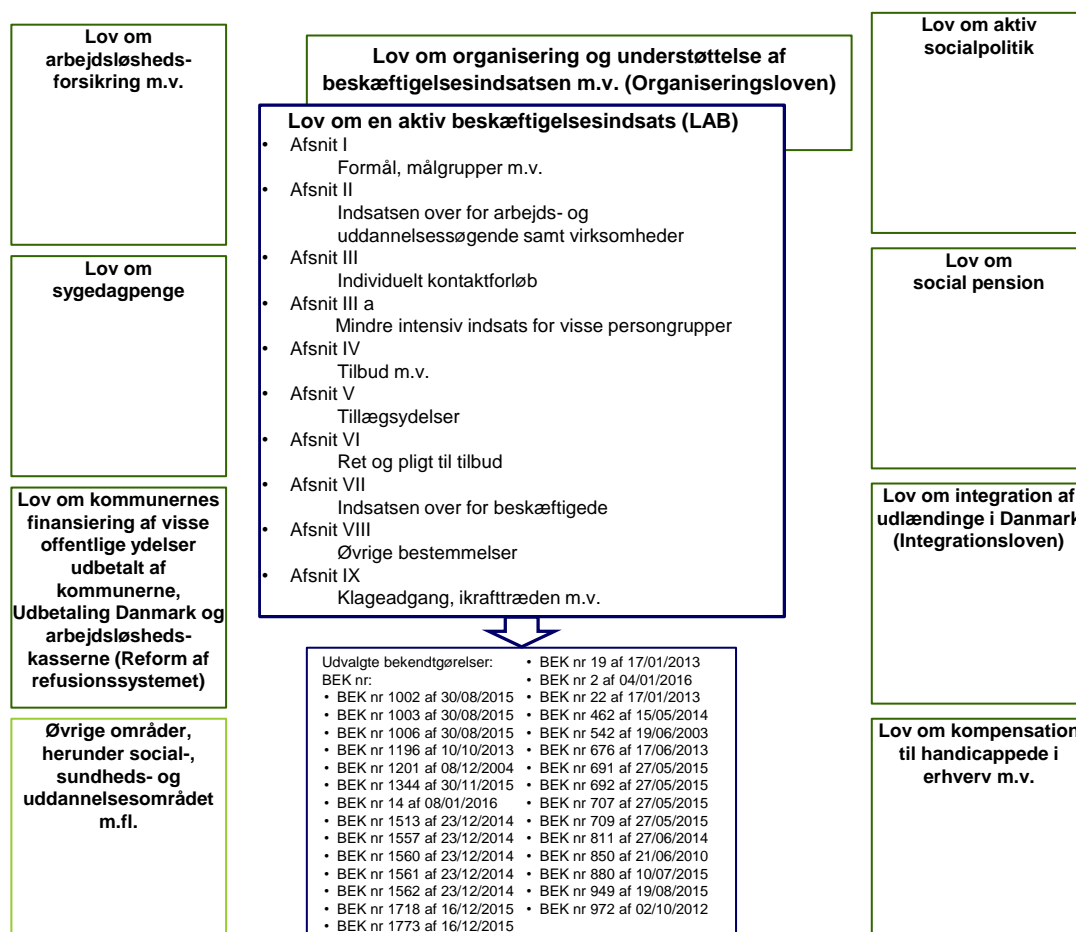 Lov om
arbejdsløsheds-
forsikring m.v.
Lov om
sygedagpenge
Lov om kommunernes
finansiering af visse
offentlige ydelser
udbetalt af
kommunerne,
Udbetaling Danmark og
arbejdsløsheds-
kasserne (Reform af
refusionssystemet)
Øvrige områder,
herunder social-,
sundheds- og
uddannelsesområdet
m.fl.
Lov om organisering og understøttelse af
beskæftigelsesindsatsen m.v. (Organiseringsloven)
Lov om en aktiv beskæftigelsesindsats (LAB)
• Afsnit I
Formål, målgrupper m.v.
• Afsnit II
Indsatsen over for arbejds- og
uddannelsessøgende samt virksomheder
• Afsnit III
Individuelt kontaktforløb
• Afsnit III a
Mindre intensiv indsats for visse persongrupper
• Afsnit IV
Tilbud m.v.
• Afsnit V
Tillægsydelser
• Afsnit VI
Ret og pligt til tilbud
• Afsnit VII
Indsatsen over for beskæftigede
• Afsnit VIII
Øvrige bestemmelser
• Afsnit IX
Klageadgang, ikrafttræden m.v.
Udvalgte bekendtgørelser:
BEK nr:
• BEK nr 1002 af 30/08/2015
• BEK nr 1003 af 30/08/2015
• BEK nr 1006 af 30/08/2015
• BEK nr 1196 af 10/10/2013
• BEK nr 1201 af 08/12/2004
• BEK nr 1344 af 30/11/2015
• BEK nr 14 af 08/01/2016
• BEK nr 1513 af 23/12/2014
• BEK nr 1557 af 23/12/2014
• BEK nr 1560 af 23/12/2014
• BEK nr 1561 af 23/12/2014
• BEK nr 1562 af 23/12/2014
• BEK nr 1718 af 16/12/2015
• BEK nr 1773 af 16/12/2015
• BEK nr 19 af 17/01/2013
• BEK nr 2 af 04/01/2016
• BEK nr 22 af 17/01/2013
• BEK nr 462 af 15/05/2014
• BEK nr 542 af 19/06/2003
• BEK nr 676 af 17/06/2013
• BEK nr 691 af 27/05/2015
• BEK nr 692 af 27/05/2015
• BEK nr 707 af 27/05/2015
• BEK nr 709 af 27/05/2015
• BEK nr 811 af 27/06/2014
• BEK nr 850 af 21/06/2010
• BEK nr 880 af 10/07/2015
• BEK nr 949 af 19/08/2015
• BEK nr 972 af 02/10/2012
Lov om aktiv
socialpolitik
Lov om
social pension
Lov om integration af
udlændinge i Danmark
(Integrationsloven)
Lov om kompensation
til handicappede i
erhverv m.v.